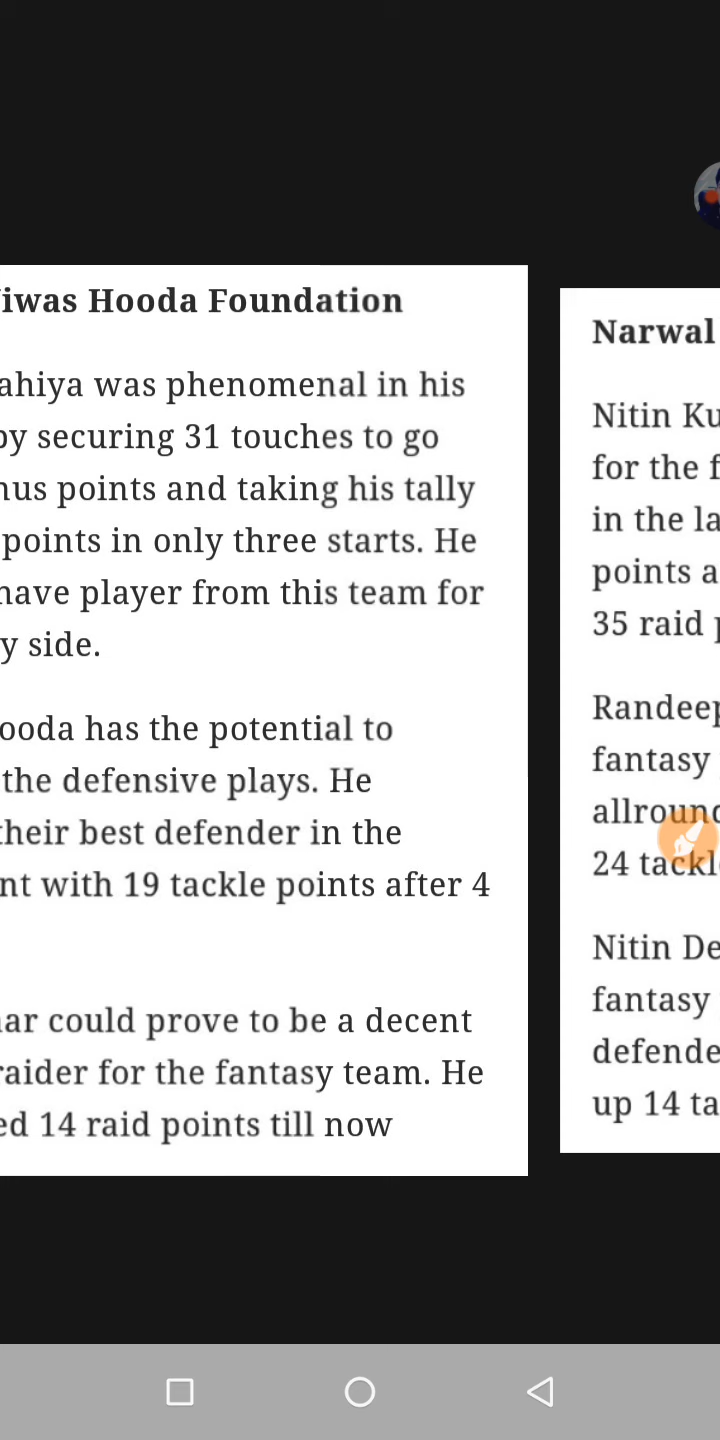 iwas Hooda Foundation
ahiya was phenomenal in his
by securing 31 touches to go
nus points and taking his tally
points in only three starts. He
have player from this team for
y side.
ooda has the potential to
the defensive plays. He
their best defender in the
nt with 19 tackle points after 4
ar could prove to be a decent
raider for the fantasy team. He
ed 14 raid points till now
Narwal
Nitin Ku
for the f
in the la
points a
35 raid p
Randeep
fantasy
allround
24 tackl
Nitin De
fantasy
defende
up 14 ta